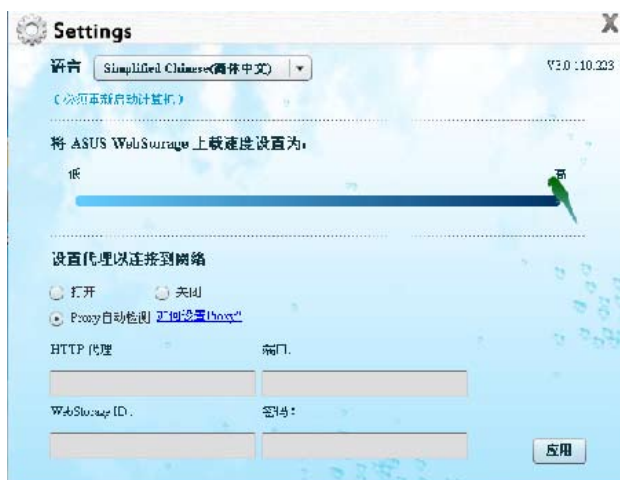 Settings
语言 Simplified Chinese(简体中文) V3.0.110.223
(必须重新启动计算机)
将 ASUS WebStorage 上载速度设置为:
低 高
设置代理以连接到网络
打开 关闭
Proxy自动检测 如何设置Proxy?
HTTP 代理 端口:
WebStorage ID: 密码:
应用